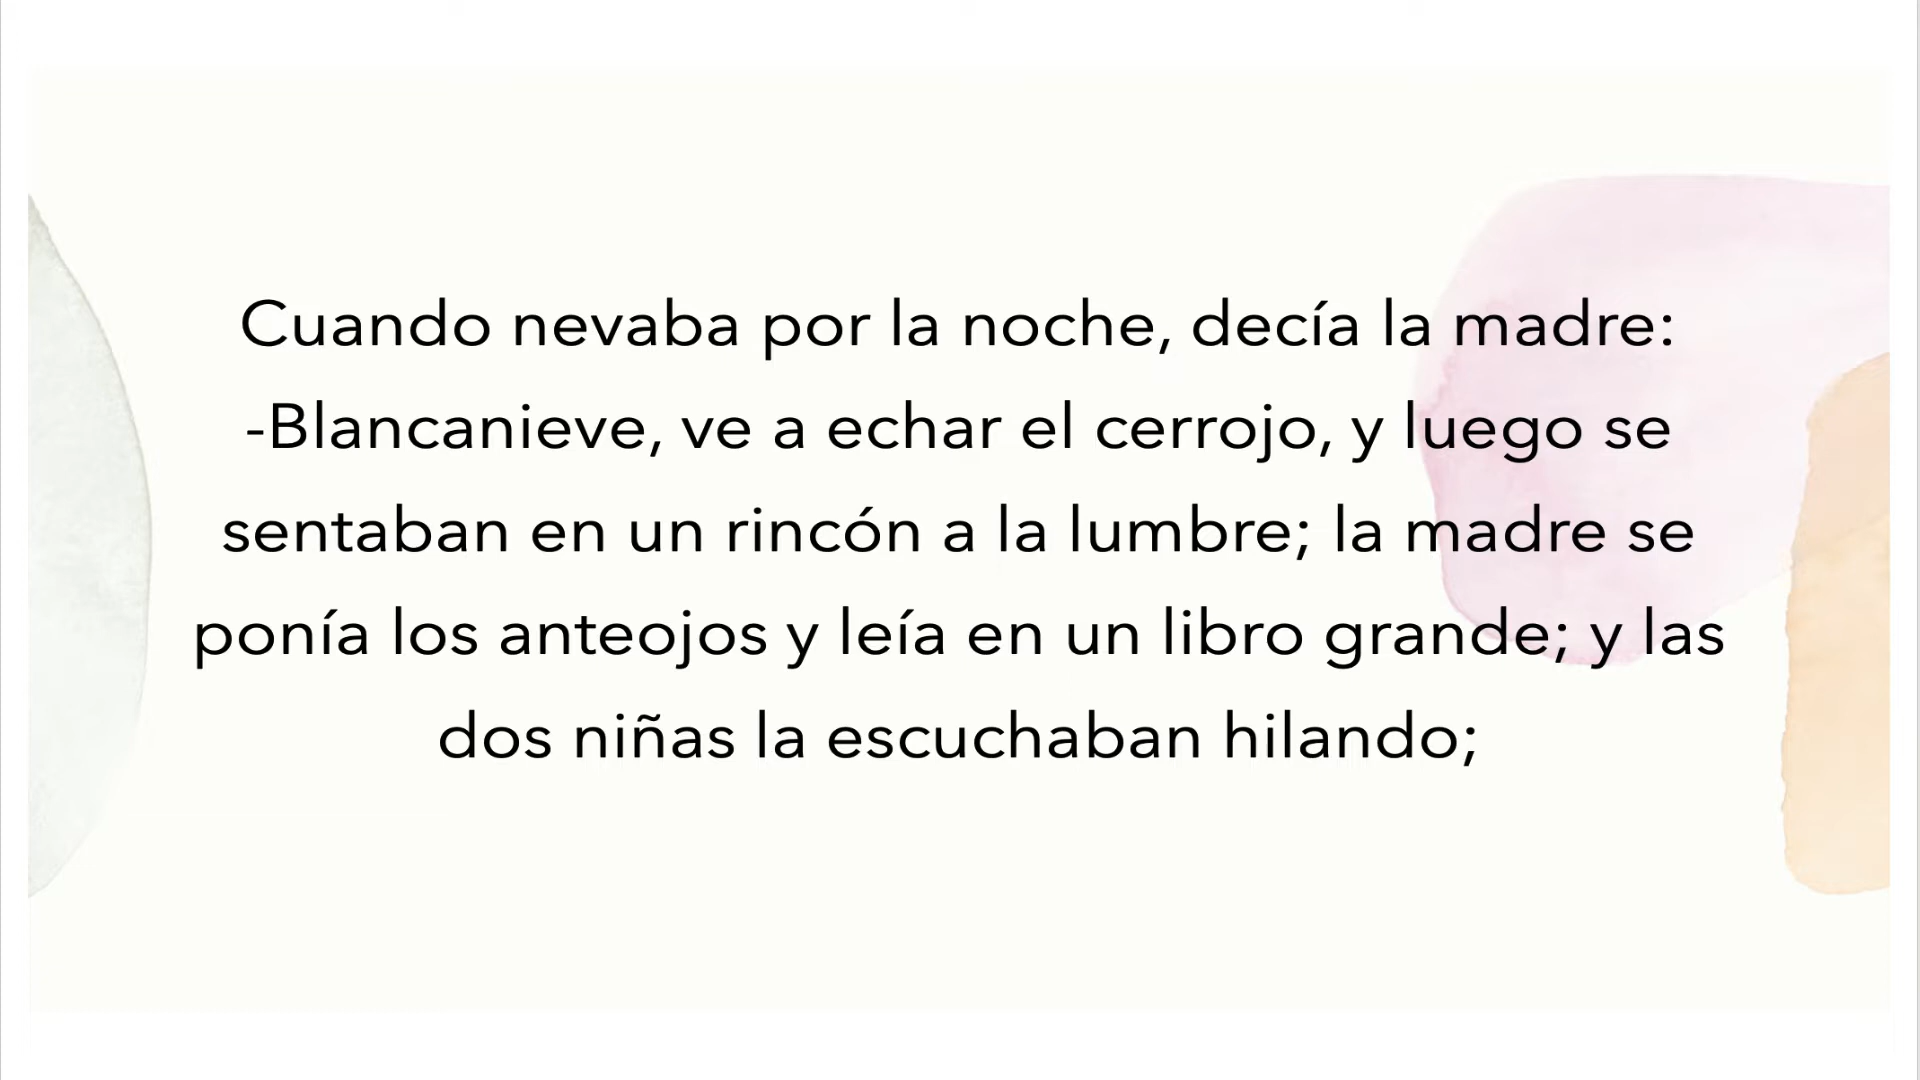 Cuando nevaba por la noche, decía la madre:
-Blancanieve, ve a echar el cerrojo, y luego se
sentaban en un rincón a la lumbre; la madre se
ponía los anteojos y leía en un libro grande; y las
dos niñas la escuchaban hilando;